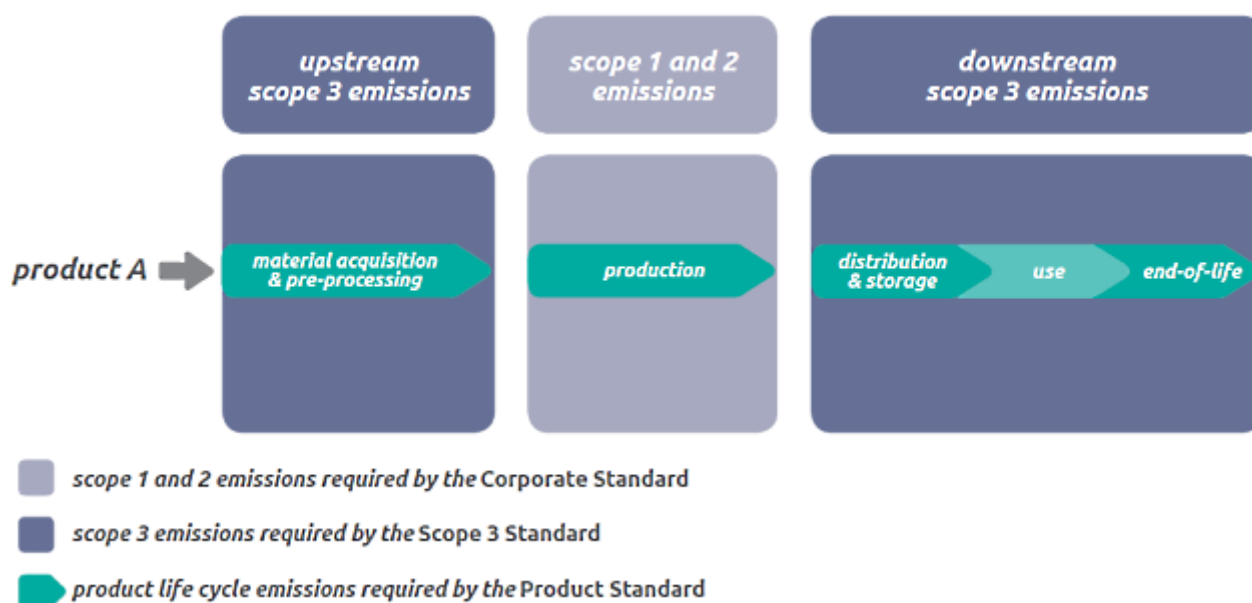 upstream
scope 3 emissions
scope 1 and 2
emissions
downstream
scope 3 emissions
product A
material acquisition
& pre-processing
production
distribution
& storage
use
end-of-life
scope 1 and 2 emissions required by the Corporate Standard
scope 3 emissions required by the Scope 3 Standard
product life cycle emissions required by the Product Standard